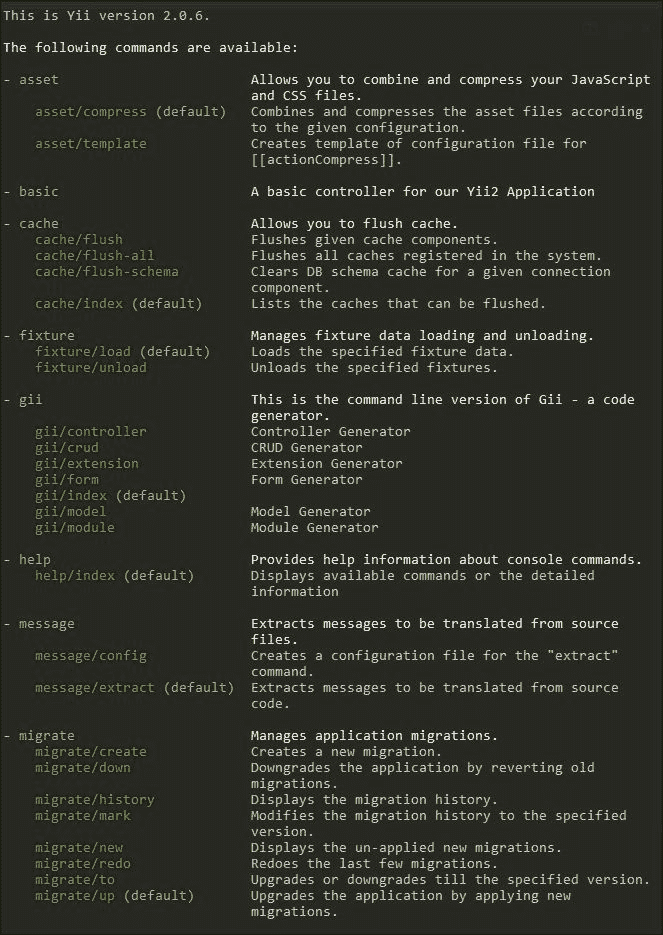 This is Yii version 2.0.6.
The following commands are available:
- asset Allows you to combine and compress your JavaScript
and CSS files.
asset/compress (default) Combines and compresses the asset files according
to the given configuration.
asset/template Creates template of configuration file for
[[actionCompress]].
- basic A basic controller for our Yii2 Application
- cache Allows you to flush cache.
cache/flush Flushes given cache components.
cache/flush-all Flushes all caches registered in the system.
cache/flush-schema Clears DB schema cache for a given connection
component.
cache/index (default) Lists the caches that can be flushed.
- fixture Manages fixture data loading and unloading.
fixture/load (default) Loads the specified fixture data.
fixture/unload Unloads the specified fixtures.
- gii This is the command line version of Gii - a code
generator.
gii/controller Controller Generator
gii/crud CRUD Generator
gii/extension Extension Generator
gii/form Form Generator
gii/index (default)
gii/model Model Generator
gii/module Module Generator
- help Provides help information about console commands.
help/index (default) Displays available commands or the detailed
information
- message Extracts messages to be translated from source
files.
message/config Creates a configuration file for the "extract"
command.
message/extract (default) Extracts messages to be translated from source
code.
- migrate Manages application migrations.
migrate/create Creates a new migration.
migrate/down Downgrades the application by reverting old
migrations.
migrate/history Displays the migration history.
migrate/mark Modifies the migration history to the specified
version.
migrate/new Displays the un-applied new migrations.
migrate/redo Redoes the last few migrations.
migrate/to Upgrades or downgrades till the specified version.
migrate/up (default) Upgrades the application by applying new
migrations.